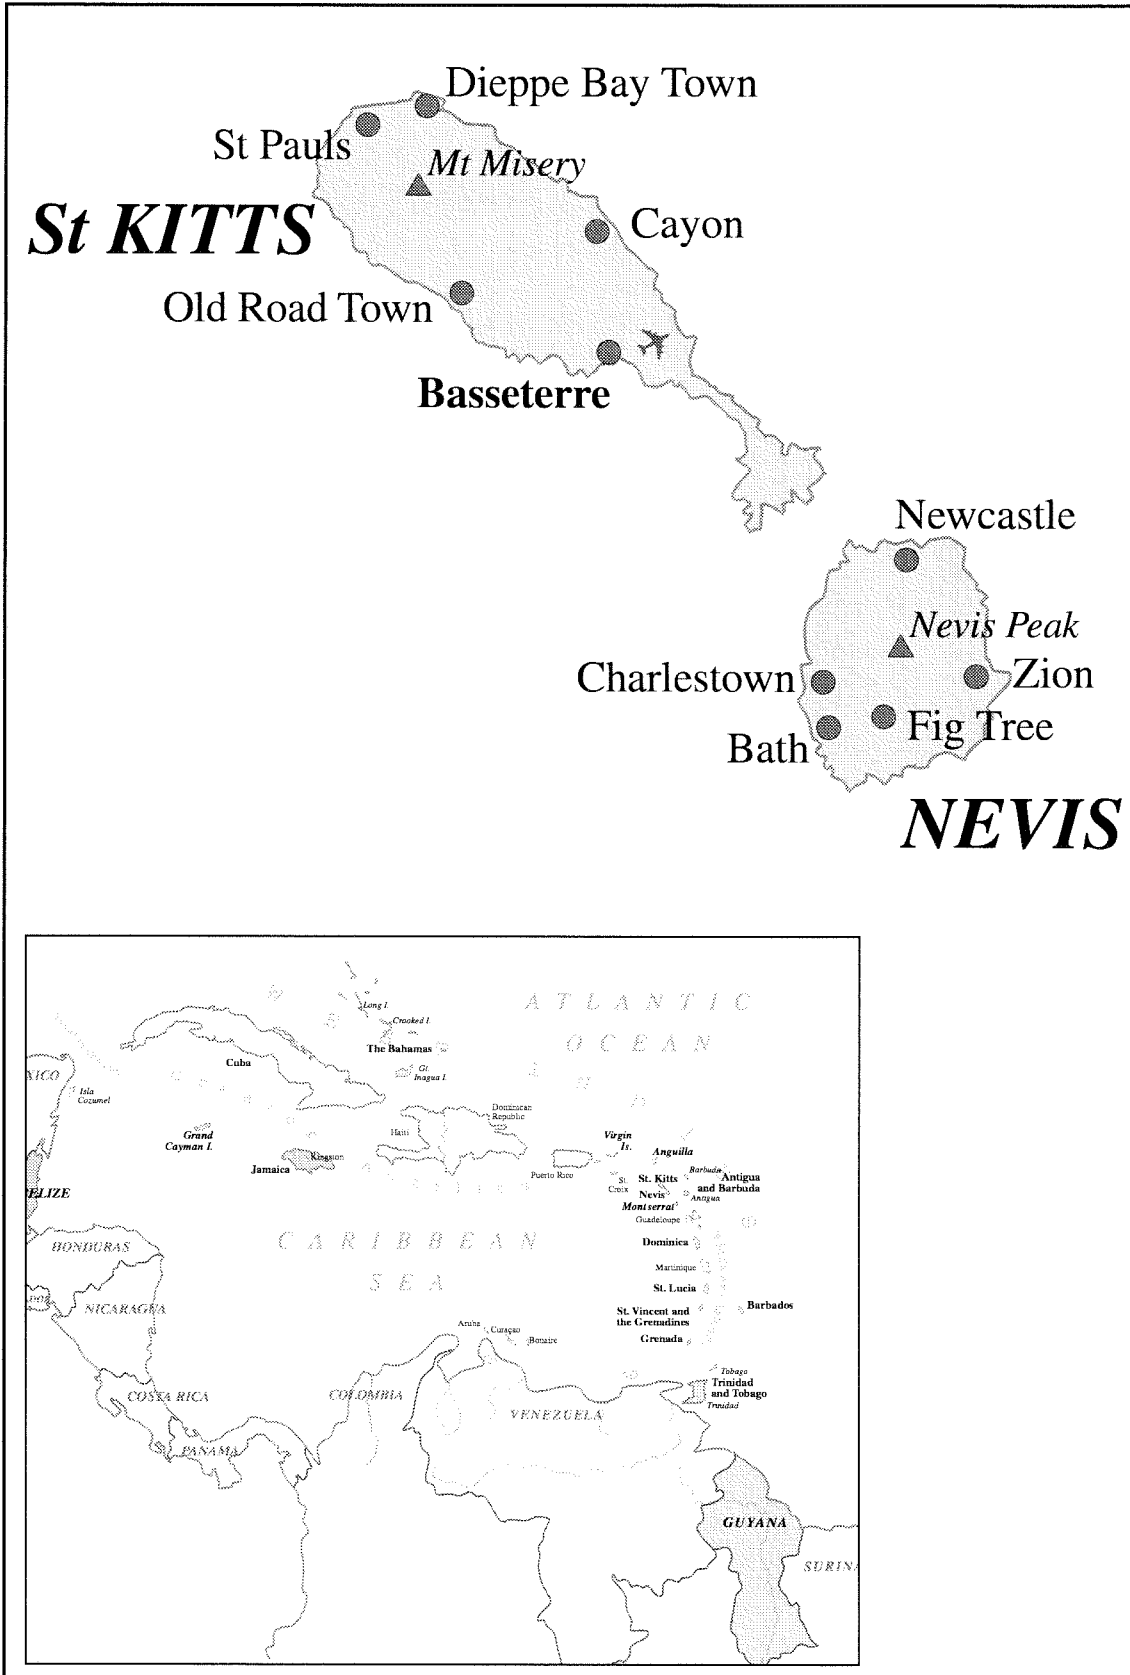 Dieppe Bay Town
St Pauls
Mt Misery
St KITTS
Cayon
Old Road Town
Basseterre
Newcastle
Nevis Peak
Charlestown
Zion
Fig Tree
Bath
NEVIS
ATLANTIC
OCEAN
Long I.
Crooked I.
The Bahamas
Gt.
Inagua I.
Cuba
XICO
Isla
Cozumel
Dominican
Republic
Haiti
Grand
Cayman I.
Kingston
Jamaica
Virgin
Is.
Anguilla
Puerto Rico
St.
Croix
St. Kitts
Nevis
Barbuda
Antigua
and Barbuda
Antigua
Montserrat
Guadeloupe
ELIZE
HONDURAS
CARIBBEAN
SEA
Dominica
Martinique
St. Lucia
NICARAGUA
St. Vincent and
the Grenadines
Barbados
Grenada
Aruba
Curaçao
Bonaire
Tobago
Trinidad
and Tobago
Trinidad
COSTA RICA
COLOMBIA
VENEZUELA
PANAMA
GUYANA
SURINA